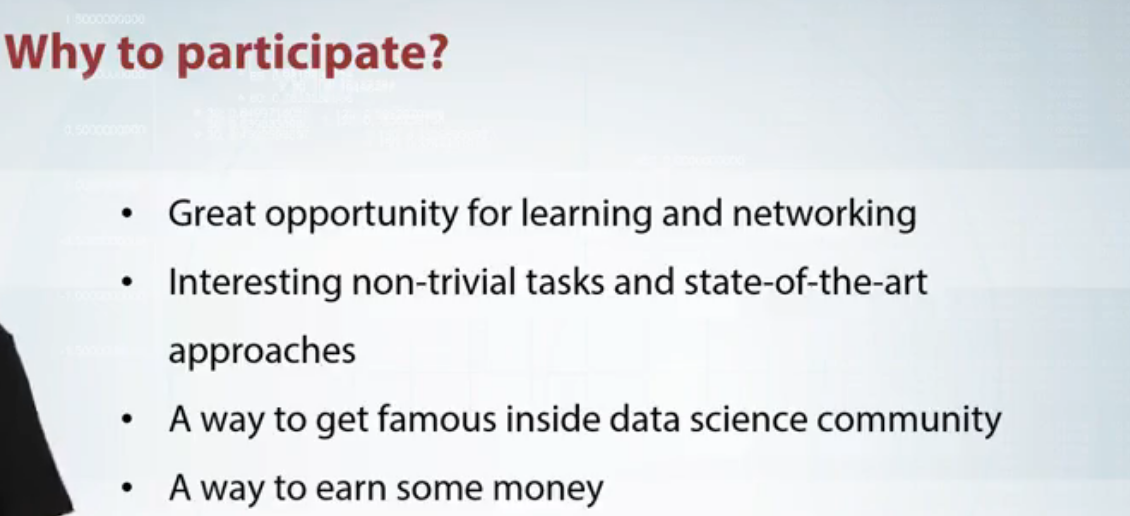 Why to participate?
• Great opportunity for learning and networking
• Interesting non-trivial tasks and state-of-the-art
approaches
• A way to get famous inside data science community
• A way to earn some money